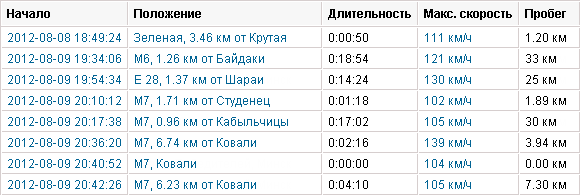 Начало Положение Длительность Макс. скорость Пробег
2012-08-08 18:49:24 Зеленая, 3.46 км от Крутая 0:00:50 111 км/ч 1.20 км
2012-08-09 19:34:06 М6, 1.26 км от Байдаки 0:18:54 121 км/ч 33 км
2012-08-09 19:54:34 Е 28, 1.37 км от Шараи 0:14:24 130 км/ч 25 км
2012-08-09 20:10:12 М7, 1.71 км от Студенец 0:01:18 102 км/ч 1.89 км
2012-08-09 20:17:38 М7, 0.96 км от Кабыльчицы 0:17:02 105 км/ч 30 км
2012-08-09 20:36:20 М7, 6.74 км от Ковали 0:02:16 139 км/ч 3.94 км
2012-08-09 20:40:52 М7, Ковали 0:00:00 104 км/ч 0.00 км
2012-08-09 20:42:26 М7, 6.23 км от Ковали 0:04:10 105 км/ч 7.30 км